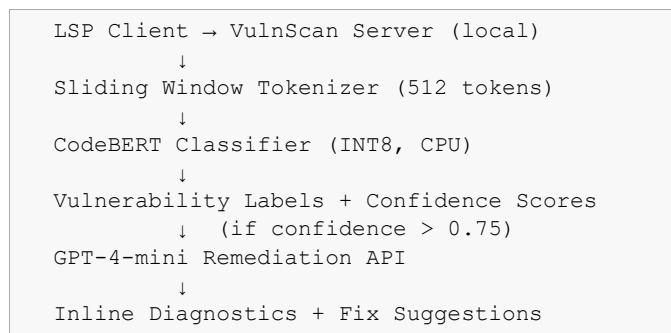 LSP Client → VulnScan Server (local)
↓
Sliding Window Tokenizer (512 tokens)
↓
CodeBERT Classifier (INT8, CPU)
↓
Vulnerability Labels + Confidence Scores
↓ (if confidence > 0.75)
GPT-4-mini Remediation API
↓
Inline Diagnostics + Fix Suggestions